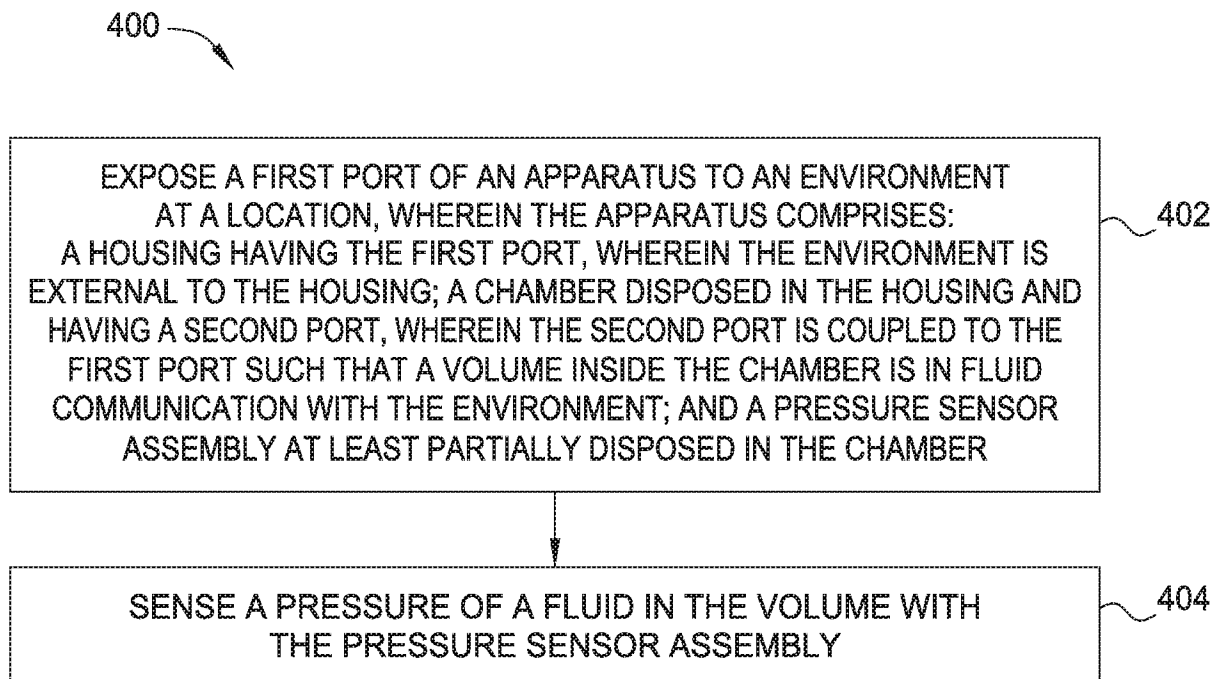 400
EXPOSE A FIRST PORT OF AN APPARATUS TO AN ENVIRONMENT
AT A LOCATION, WHEREIN THE APPARATUS COMPRISES:
A HOUSING HAVING THE FIRST PORT, WHEREIN THE ENVIRONMENT IS
EXTERNAL TO THE HOUSING; A CHAMBER DISPOSED IN THE HOUSING AND
HAVING A SECOND PORT, WHEREIN THE SECOND PORT IS COUPLED TO THE
FIRST PORT SUCH THAT A VOLUME INSIDE THE CHAMBER IS IN FLUID
COMMUNICATION WITH THE ENVIRONMENT; AND A PRESSURE SENSOR
ASSEMBLY AT LEAST PARTIALLY DISPOSED IN THE CHAMBER
402
SENSE A PRESSURE OF A FLUID IN THE VOLUME WITH
THE PRESSURE SENSOR ASSEMBLY
404